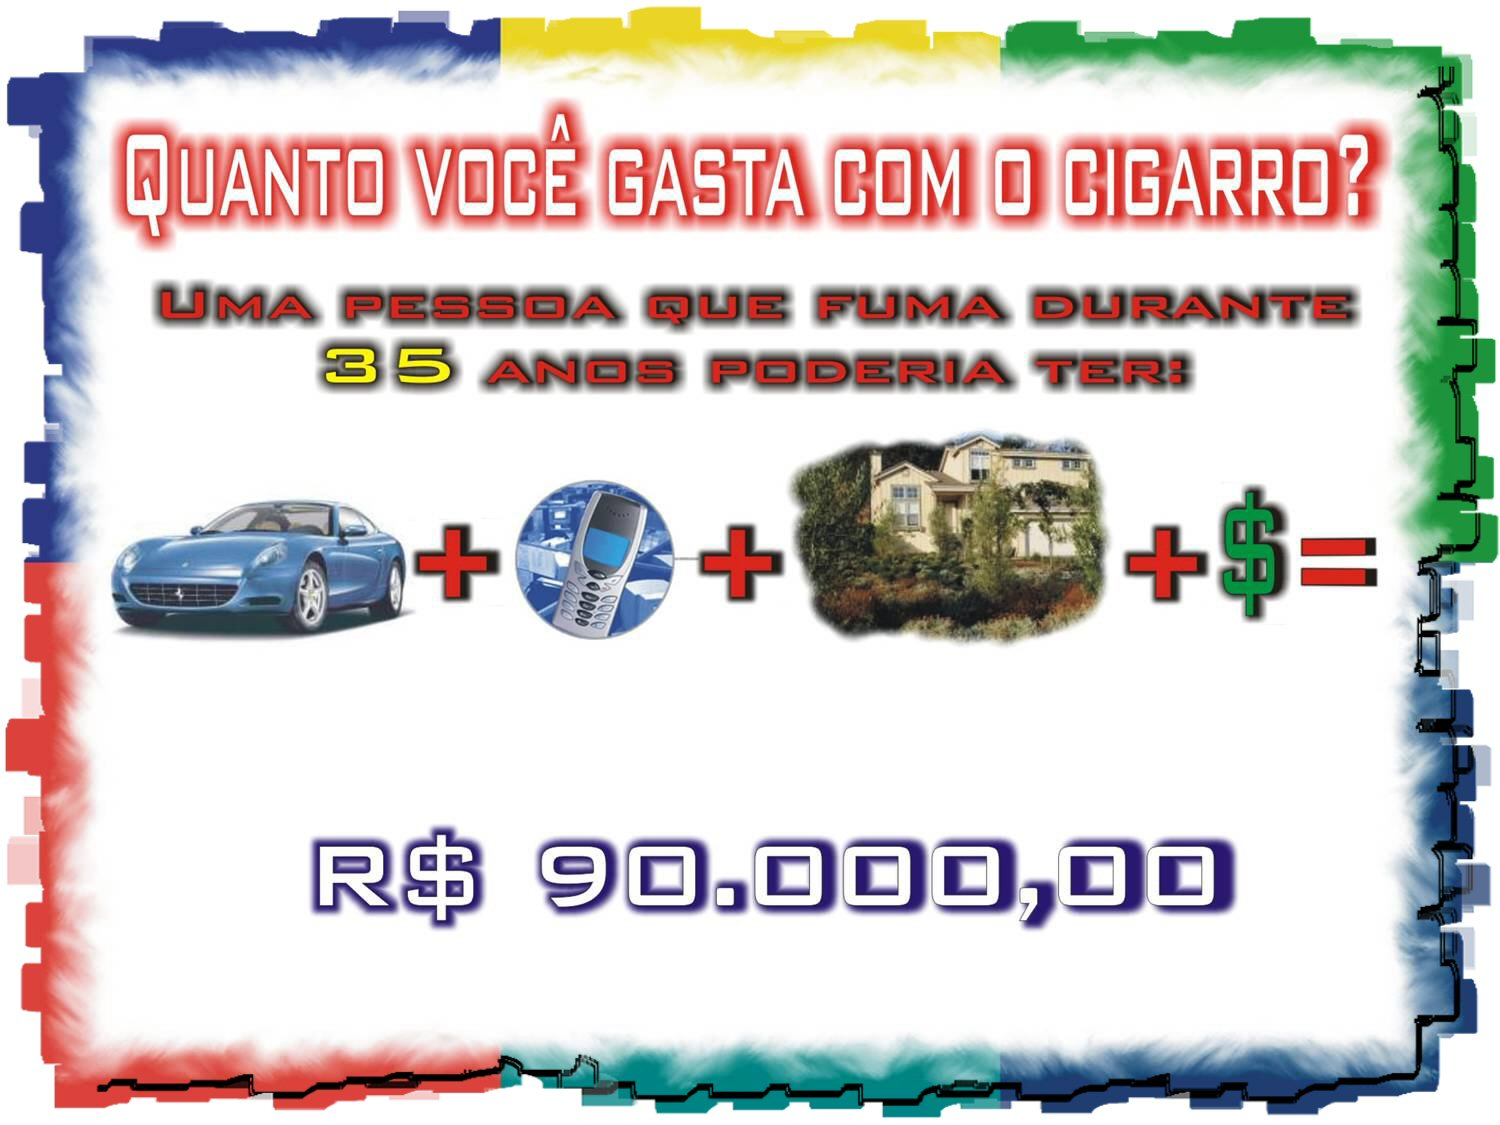 QUANTO VOCÊ GASTA COM O CIGARRO?
UMA PESSOA QUE FUMA DURANTE
35 ANOS PODERIA TER:
+ + + $ =
R$ 90.000,00